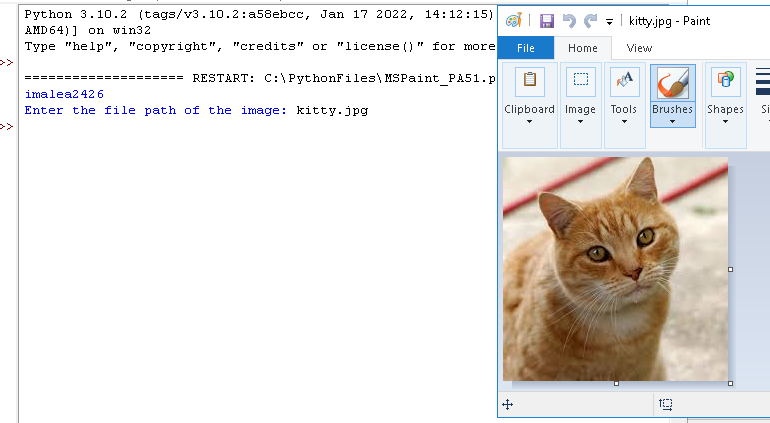 Python 3.10.2 (tags/v3.10.2:a58ebcc, Jan 17 2022, 14:12:15)
AMD64)] on win32
Type "help", "copyright", "credits" or "license()" for more
>>
==================== RESTART: C:\PythonFiles\MSPaint_PA51.p
imalea2426
Enter the file path of the image: kitty.jpg
>>
kitty.jpg - Paint
File Home View
Clipboard Image Tools Brushes Shapes Si